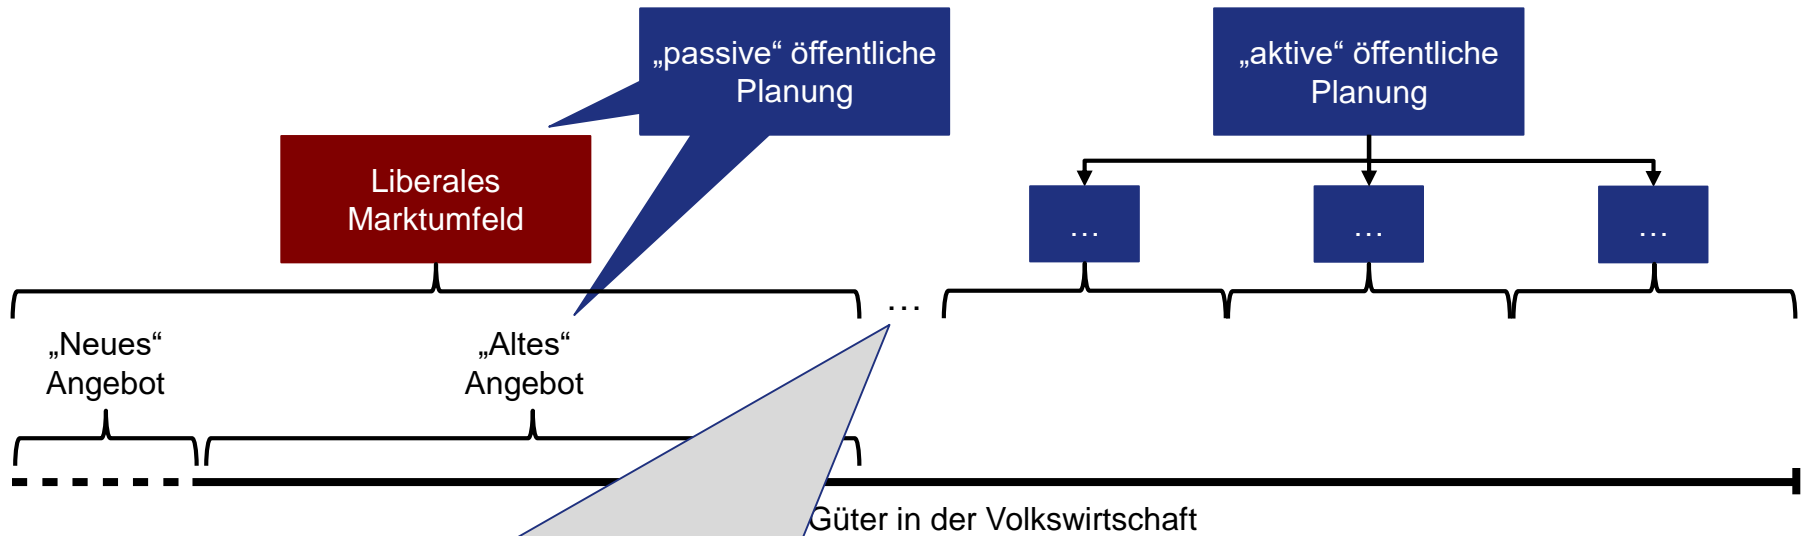 „passive“ öffentliche
Planung
„aktive“ öffentliche
Planung
Liberales
Marktumfeld
...
...
...
...
„Neues“
Angebot
„Altes“
Angebot
Güter in der Volkswirtschaft